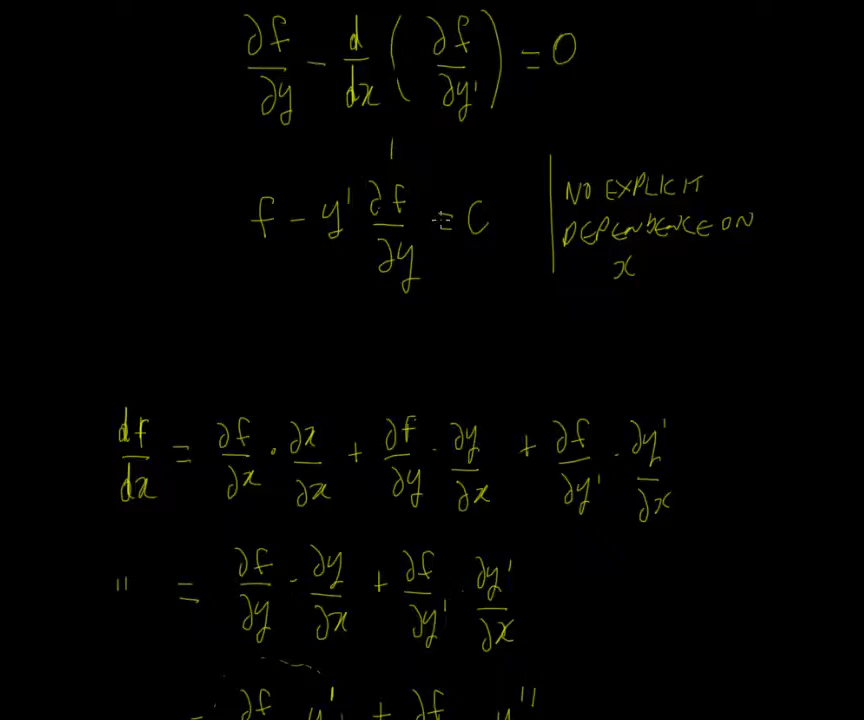 ∂f/∂y − d/dx (∂f/∂y') = 0
f − y' ∂f/∂y = C
NO EXPLICIT
DEPENDENCE ON
x
df/dx = ∂f/∂x · ∂x/∂x + ∂f/∂y · ∂y/∂x + ∂f/∂y' · ∂y'/∂x
" = ∂f/∂y · ∂y/∂x + ∂f/∂y' · ∂y'/∂x
= ∂f y' + ∂f y''